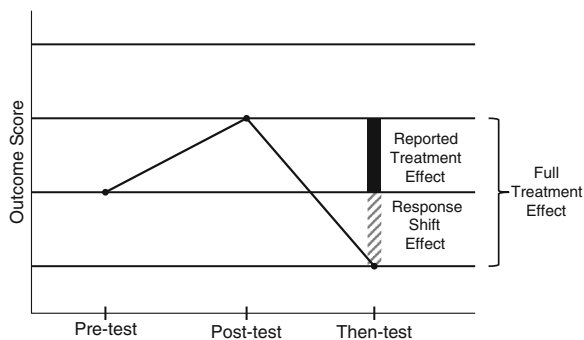 Outcome Score
Reported
Treatment
Effect
Response
Shift
Effect
Full
Treatment
Effect
Pre-test
Post-test
Then-test